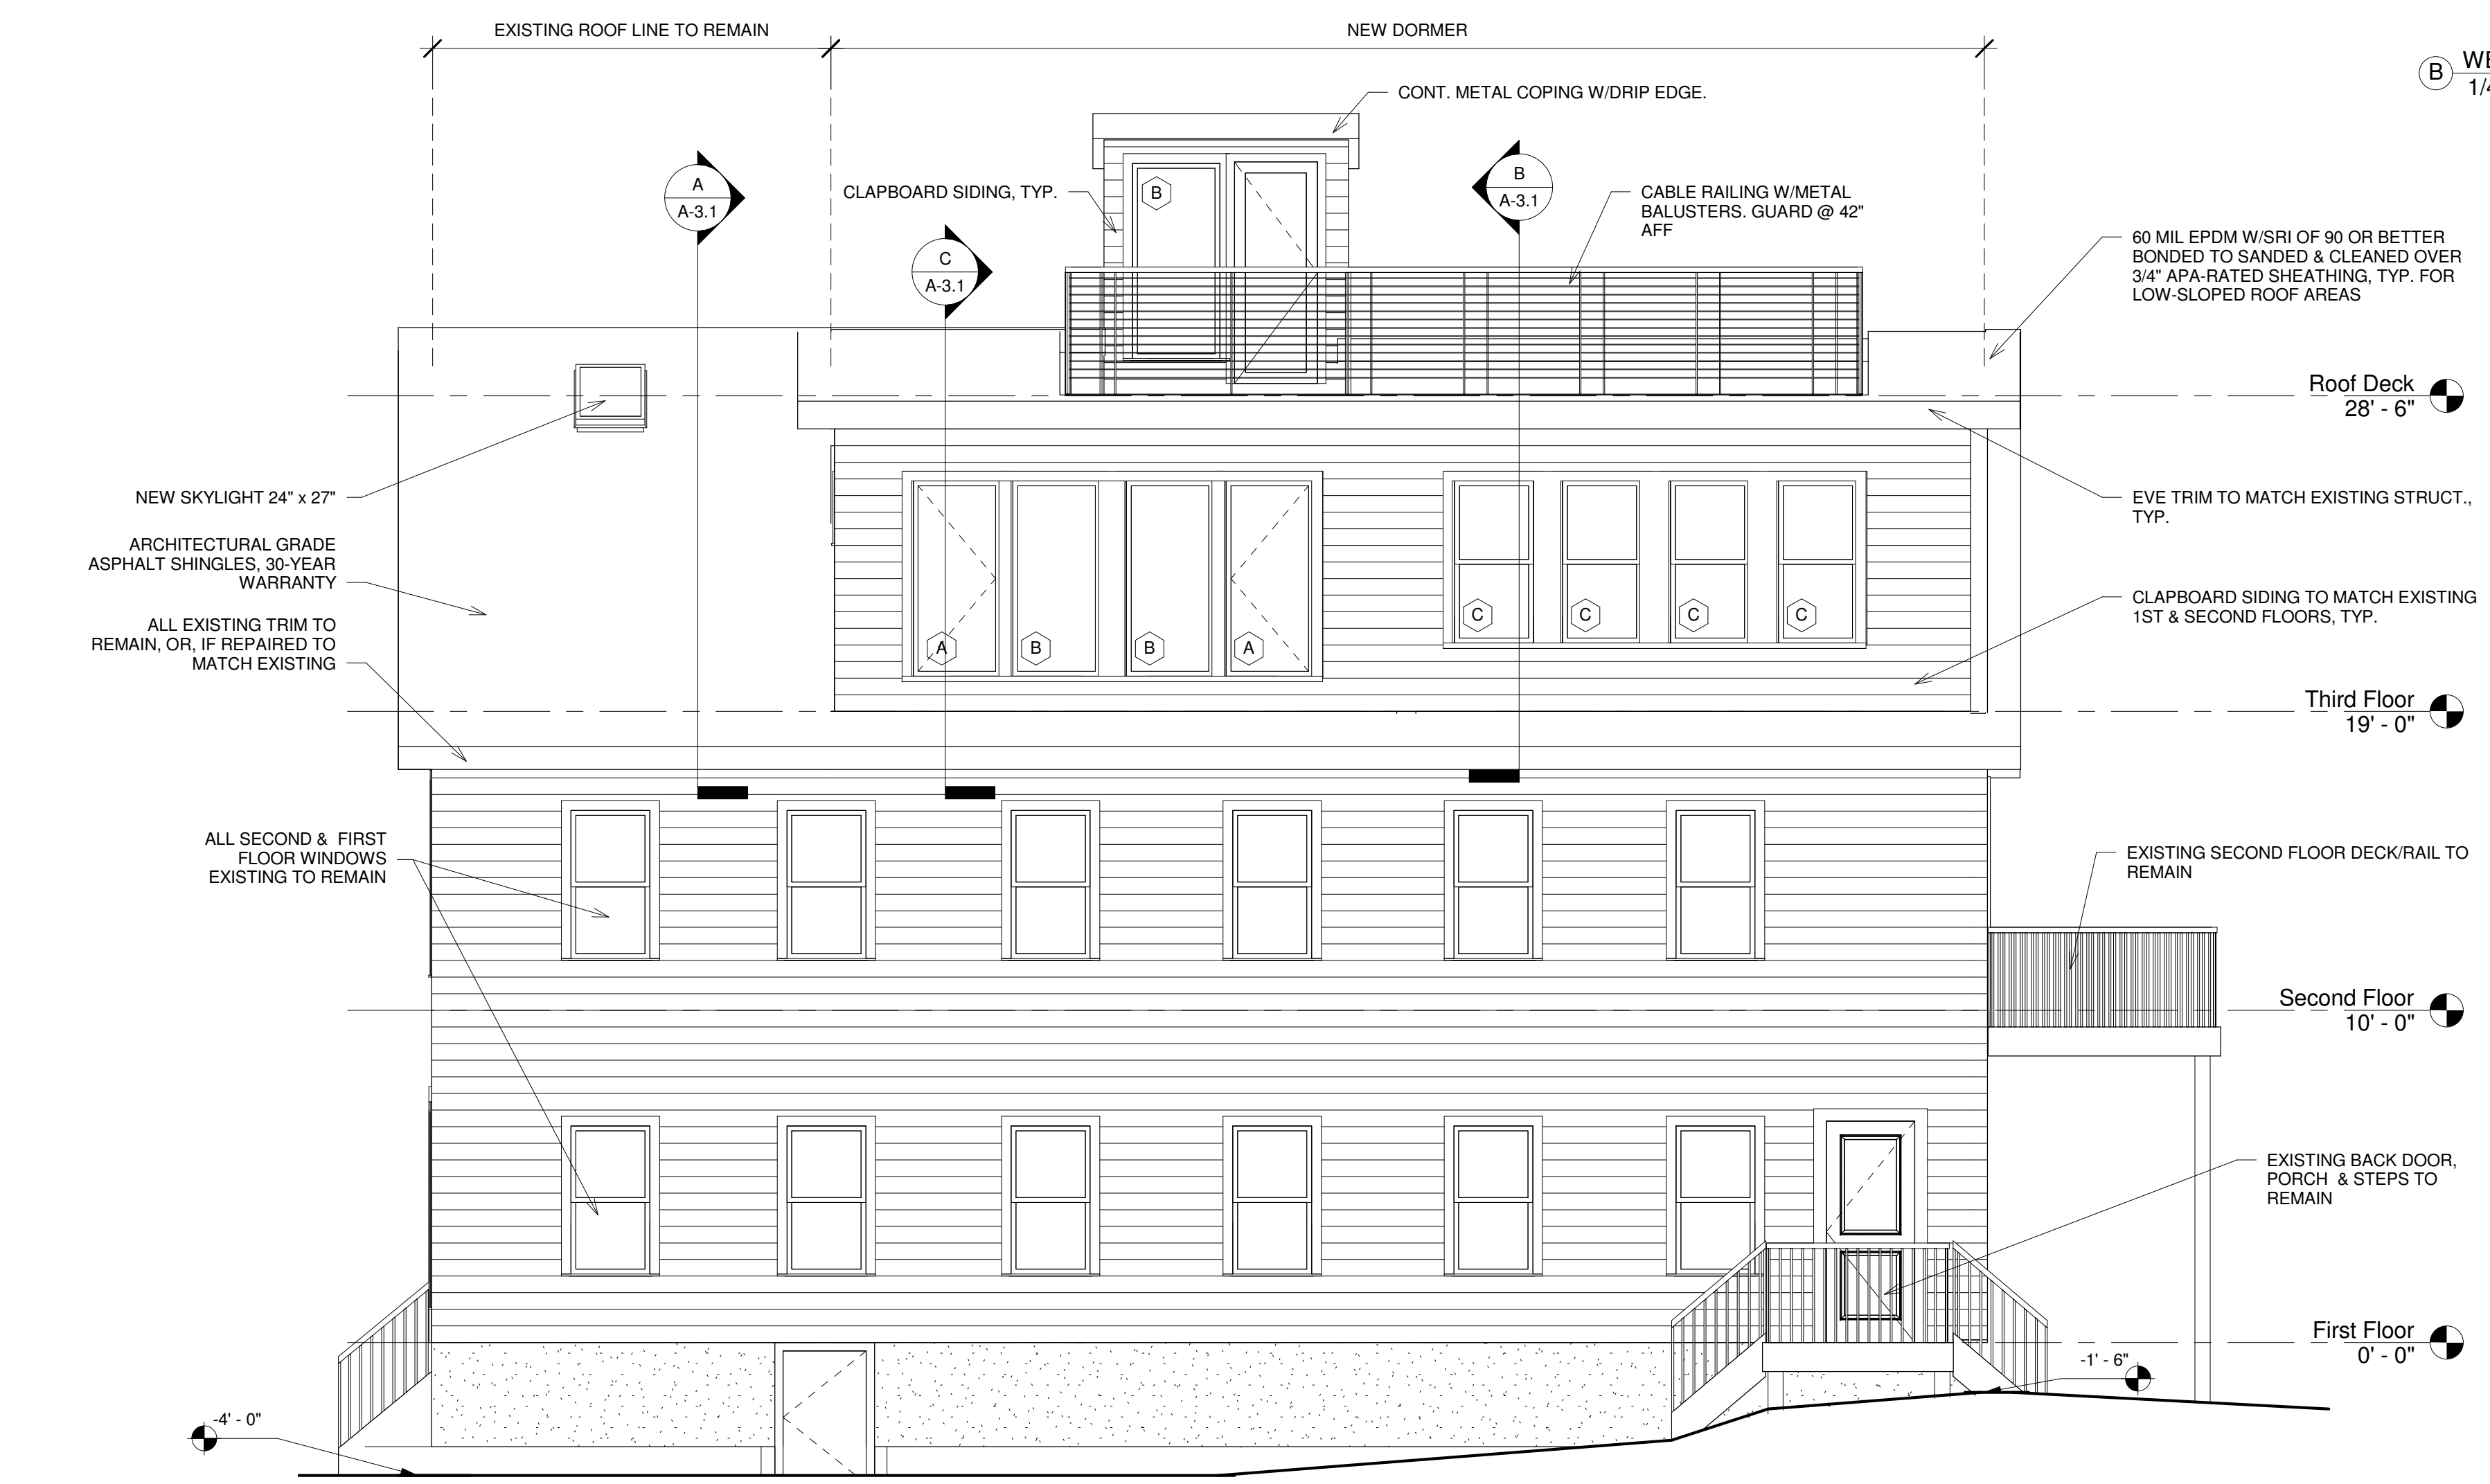 EXISTING ROOF LINE TO REMAIN
NEW DORMER
B
1/4
CONT. METAL COPING W/DRIP EDGE.
A
A-3.1
CLAPBOARD SIDING, TYP.
B
B
A-3.1
CABLE RAILING W/METAL
BALUSTERS. GUARD @ 42"
AFF
C
A-3.1
60 MIL EPDM W/SRI OF 90 OR BETTER
BONDED TO SANDED & CLEANED OVER
3/4" APA-RATED SHEATHING, TYP. FOR
LOW-SLOPED ROOF AREAS
Roof Deck
28' - 6"
NEW SKYLIGHT 24" x 27"
EVE TRIM TO MATCH EXISTING STRUCT.,
TYP.
ARCHITECTURAL GRADE
ASPHALT SHINGLES, 30-YEAR
WARRANTY
CLAPBOARD SIDING TO MATCH EXISTING
1ST & SECOND FLOORS, TYP.
ALL EXISTING TRIM TO
REMAIN, OR, IF REPAIRED TO
MATCH EXISTING
A
B
B
A
C
C
C
C
Third Floor
19' - 0"
ALL SECOND & FIRST
FLOOR WINDOWS
EXISTING TO REMAIN
EXISTING SECOND FLOOR DECK/RAIL TO
REMAIN
Second Floor
10' - 0"
EXISTING BACK DOOR,
PORCH & STEPS TO
REMAIN
First Floor
0' - 0"
-1' - 6"
-4' - 0"